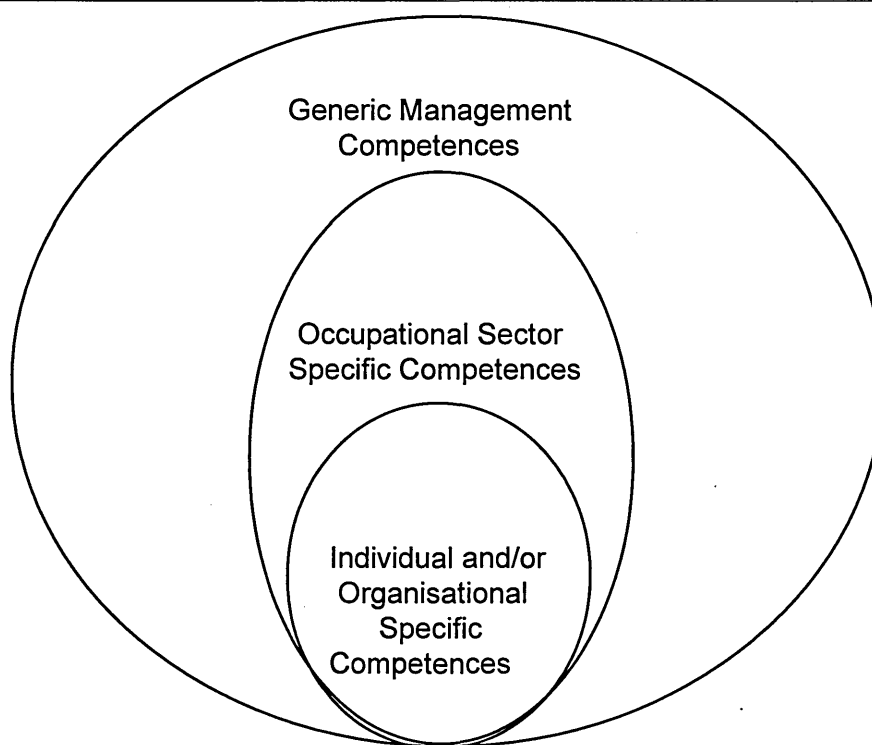 Generic Management
Competences
Occupational Sector
Specific Competences
Individual and/or
Organisational
Specific
Competences